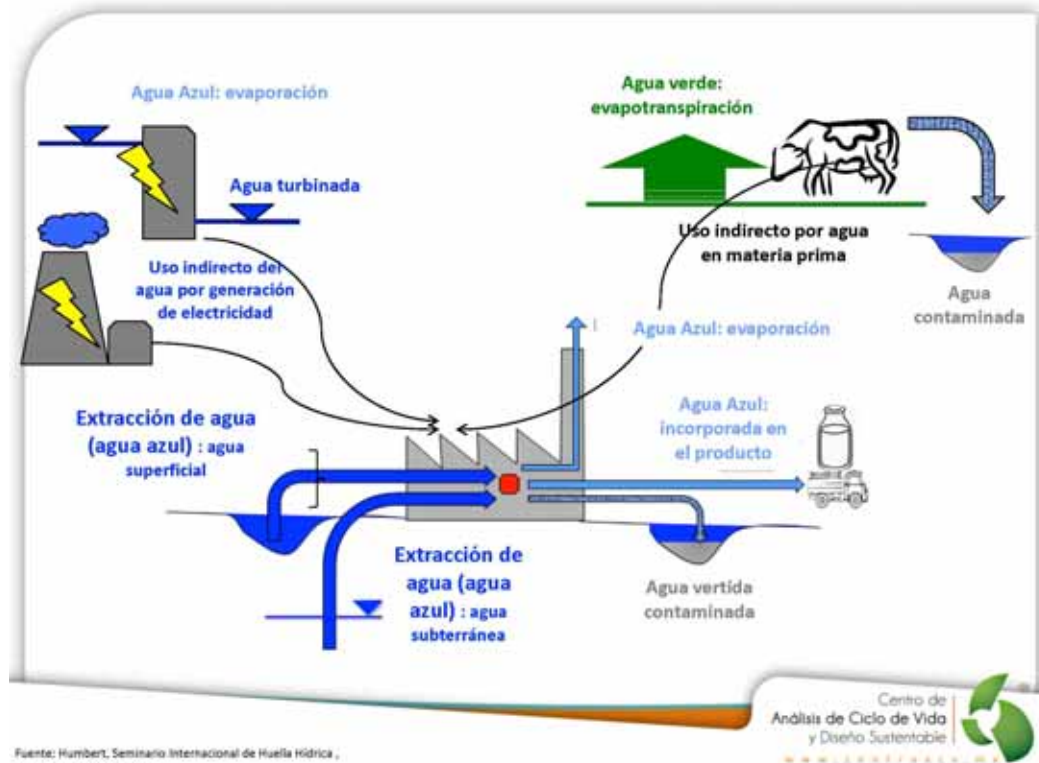 Agua Azul: evaporación
Agua verde:
evapotranspiración
Agua turbinada
Uso indirecto por agua
en materia prima
Uso indirecto del
agua por generación
de electricidad
Agua
contaminada
Agua Azul: evaporación
Extracción de agua
(agua azul) : agua
superficial
Agua Azul:
incorporada en
el producto
Extracción de
agua (agua
azul) : agua
subterránea
Agua vertida
contaminada
Centro de
Análisis de Ciclo de Vida
y Diseño Sustentable
Fuente: Humbert, Seminario Internacional de Huella Hídrica ,